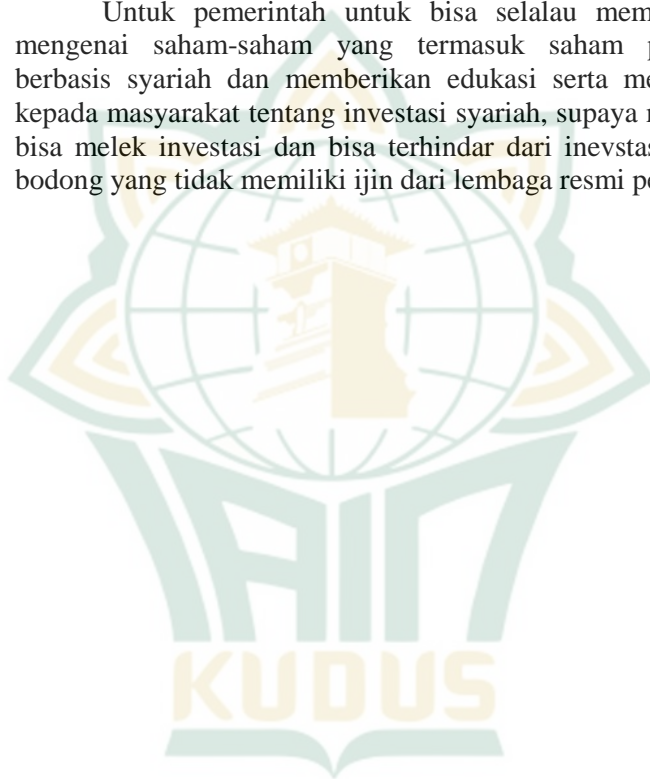 Untuk pemerintah untuk bisa selalau mem
mengenai saham-saham yang termasuk saham p
berbasis syariah dan memberikan edukasi serta me
kepada masyarakat tentang investasi syariah, supaya
bisa melek investasi dan bisa terhindar dari inevstas
bodong yang tidak memiliki ijin dari lembaga resmi pe
IAIN
KUDUS